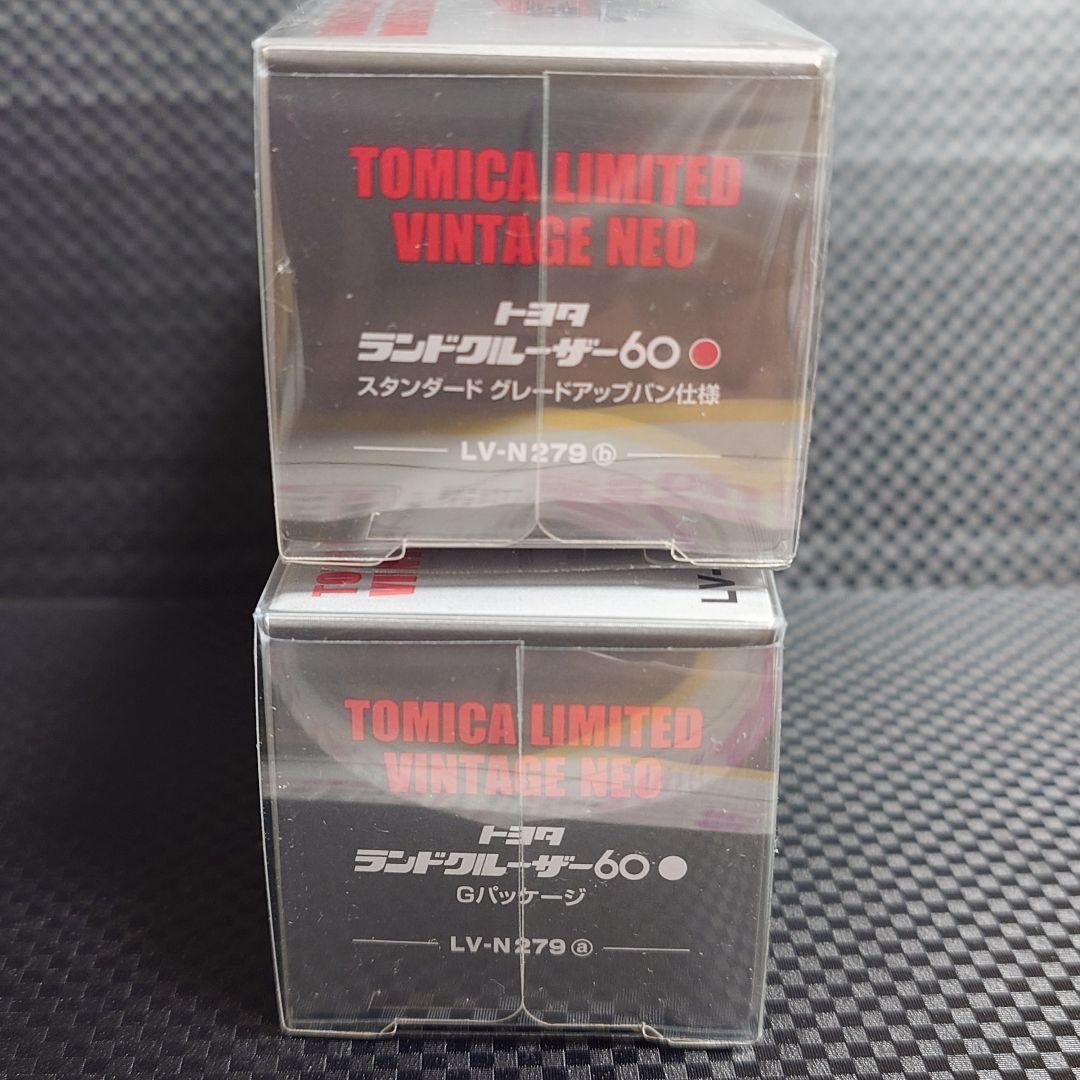 TOMICA LIMITED
VINTAGE NEO
トヨタ
ランドクルーザー60
スタンダード グレードアップバン仕様
LV-N279ⓑ
LV-
TOMICA LIMITED
VINTAGE NEO
トヨタ
ランドクルーザー60
Gパッケージ
LV-N279ⓐ